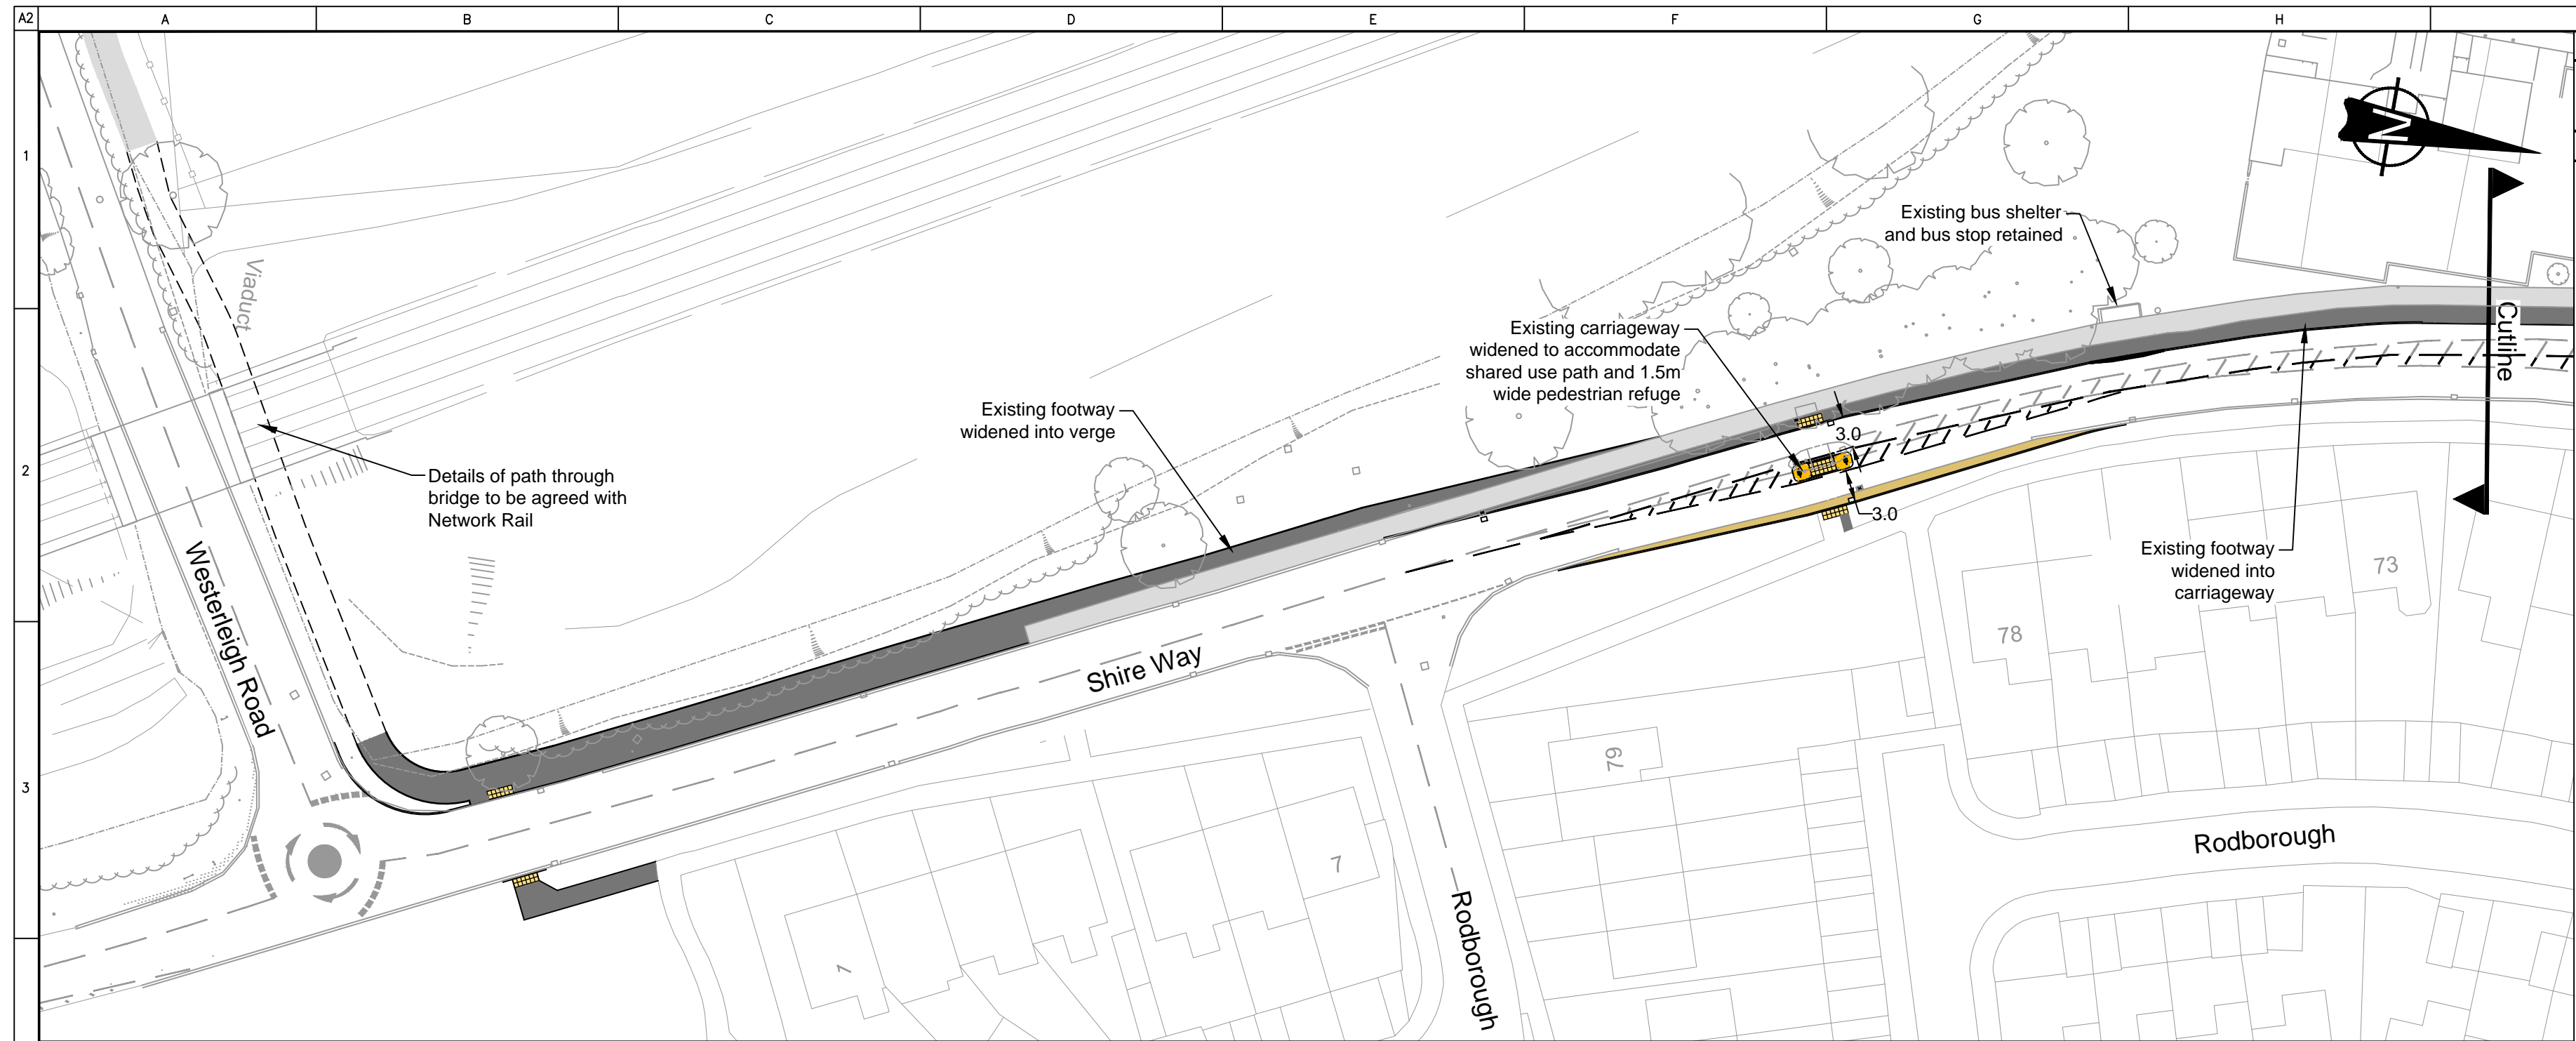 A2
A
B
C
D
E
F
G
H
1
2
3
N
Existing bus shelter
and bus stop retained
Cutline
Viaduct
Existing carriageway
widened to accommodate
shared use path and 1.5m
wide pedestrian refuge
Existing footway
widened into verge
3.0
3.0
Details of path through
bridge to be agreed with
Network Rail
Existing footway
widened into
carriageway
73
78
Westerleigh Road
Shire Way
79
Rodborough
7
1
Rodborough